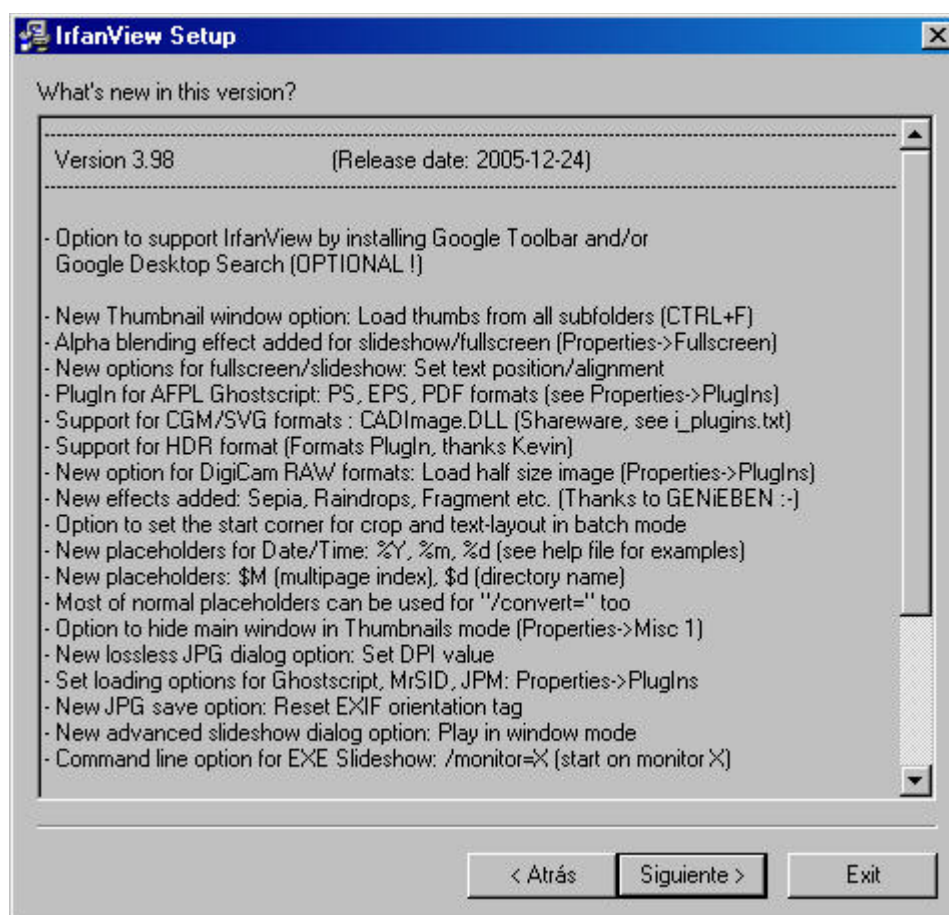 IrfanView Setup
What's new in this version?
Version 3.98 (Release date: 2005-12-24)
- Option to support IrfanView by installing Google Toolbar and/or
Google Desktop Search (OPTIONAL !)
- New Thumbnail window option: Load thumbs from all subfolders (CTRL+F)
- Alpha blending effect added for slideshow/fullscreen (Properties->Fullscreen)
- New options for fullscreen/slideshow: Set text position/alignment
- PlugIn for AFPL Ghostscript: PS, EPS, PDF formats (see Properties->PlugIns)
- Support for CGM/SVG formats : CADImage.DLL (Shareware, see i_plugins.txt)
- Support for HDR format (Formats PlugIn, thanks Kevin)
- New option for DigiCam RAW formats: Load half size image (Properties->PlugIns)
- New effects added: Sepia, Raindrops, Fragment etc. (Thanks to GENiEBEN :-)
- Option to set the start corner for crop and text-layout in batch mode
- New placeholders for Date/Time: %Y, %m, %d (see help file for examples)
- New placeholders: $M (multipage index), $d (directory name)
- Most of normal placeholders can be used for "/convert=" too
- Option to hide main window in Thumbnails mode (Properties->Misc 1)
- New lossless JPG dialog option: Set DPI value
- Set loading options for Ghostscript, MrSID, JPM: Properties->PlugIns
- New JPG save option: Reset EXIF orientation tag
- New advanced slideshow dialog option: Play in window mode
- Command line option for EXE Slideshow: /monitor=X (start on monitor X)
< Atrás Siguiente > Exit